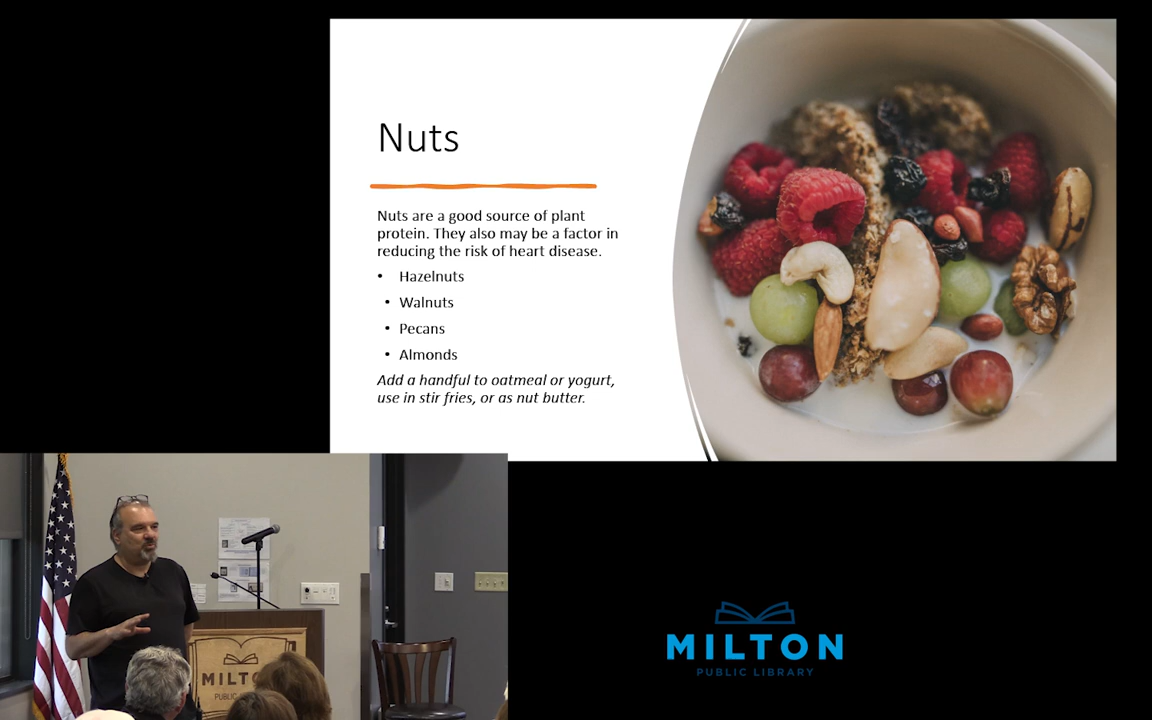 Nuts
Nuts are a good source of plant
protein. They also may be a factor in
reducing the risk of heart disease.
• Hazelnuts
• Walnuts
• Pecans
• Almonds
Add a handful to oatmeal or yogurt,
use in stir fries, or as nut butter.
MILTON
PUBLIC LIBRARY